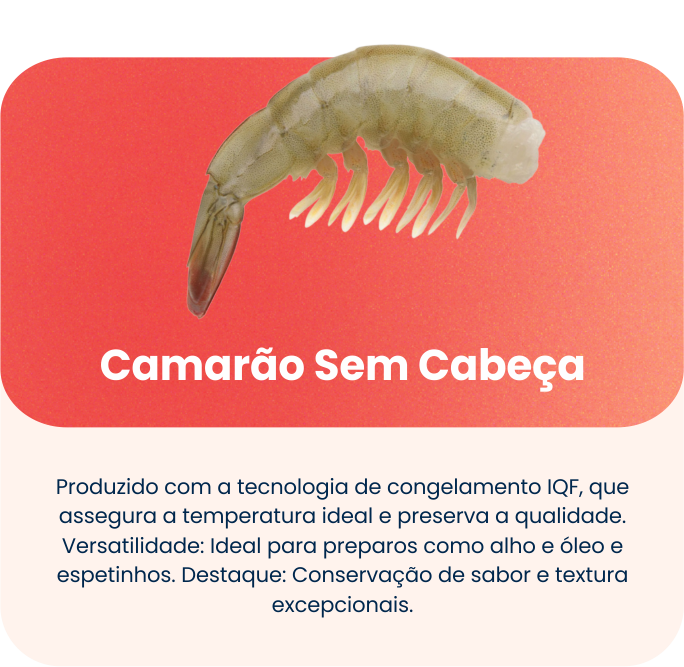 Camarão Sem Cabeça
Produzido com a tecnologia de congelamento IQF, que
assegura a temperatura ideal e preserva a qualidade.
Versatilidade: Ideal para preparos como alho e óleo e
espetinhos. Destaque: Conservação de sabor e textura
excepcionais.